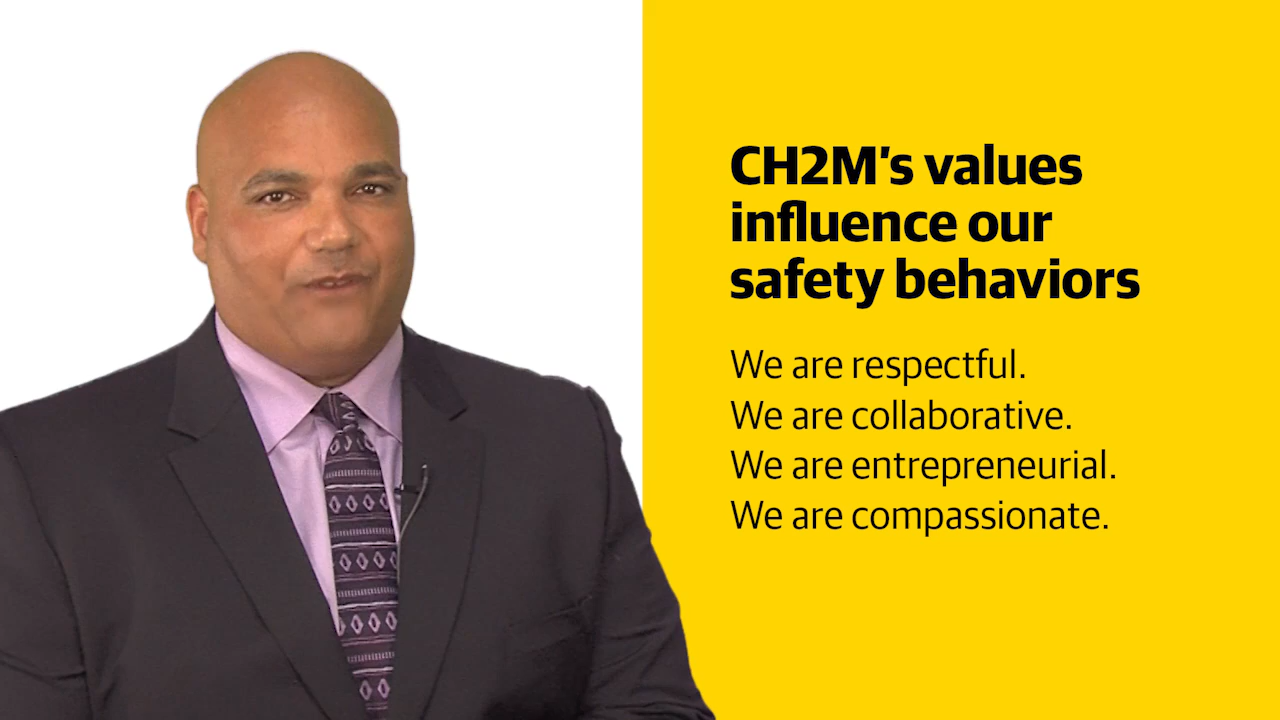 CH2M's values
influence our
safety behaviors
We are respectful.
We are collaborative.
We are entrepreneurial.
We are compassionate.